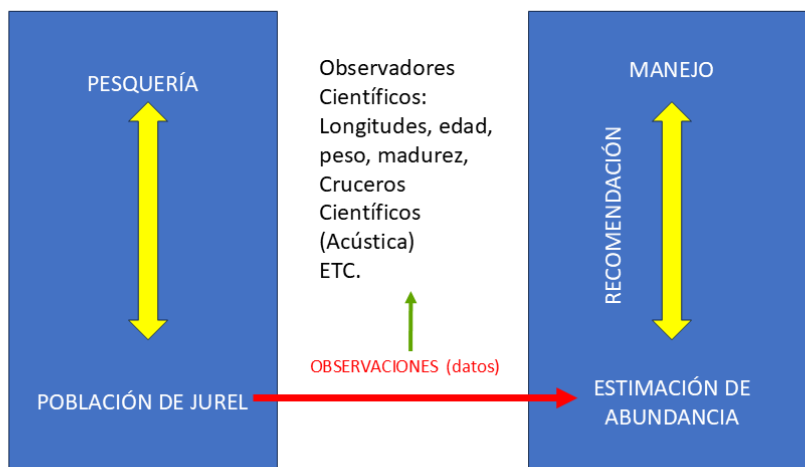 PESQUERÍA
POBLACIÓN DE JUREL
Observadores
Científicos:
Longitudes, edad,
peso, madurez,
Cruceros
Científicos
(Acústica)
ETC.
OBSERVACIONES (datos)
MANEJO
RECOMENDACIÓN
ESTIMACIÓN DE
ABUNDANCIA